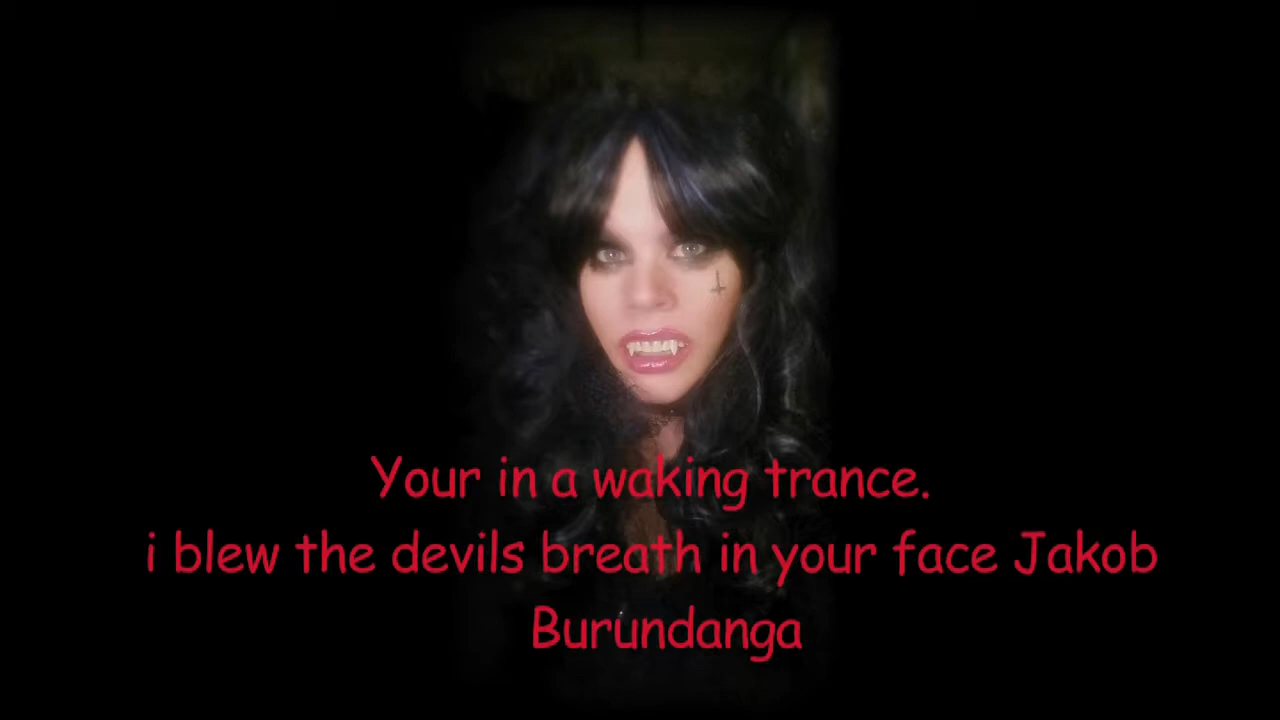 Your in a waking trance.
i blew the devils breath in your face Jakob
Burundanga